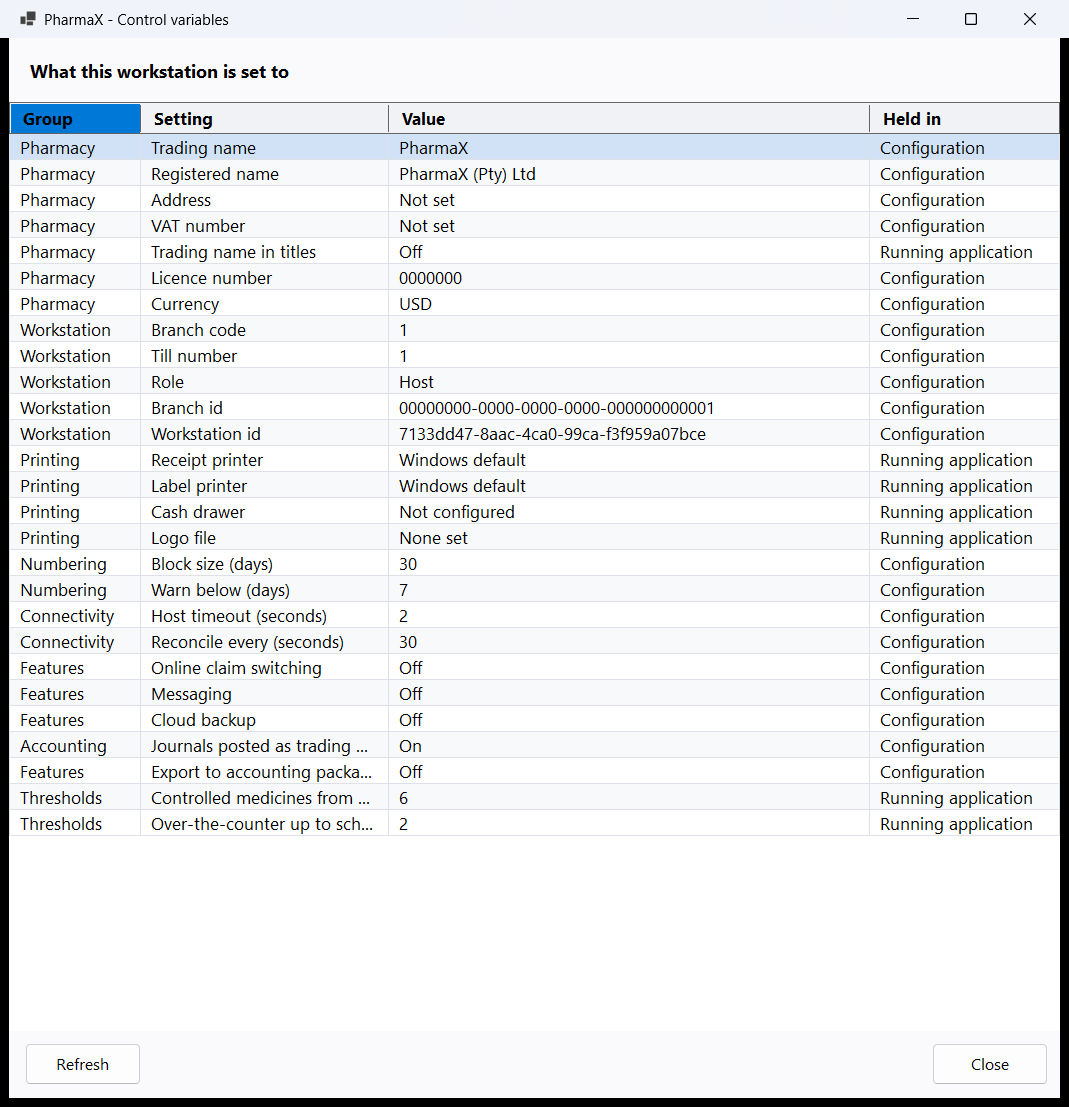 PharmaX - Control variables
What this workstation is set to
Group Setting Value Held in
Pharmacy Trading name PharmaX Configuration
Pharmacy Registered name PharmaX (Pty) Ltd Configuration
Pharmacy Address Not set Configuration
Pharmacy VAT number Not set Configuration
Pharmacy Trading name in titles Off Running application
Pharmacy Licence number 0000000 Configuration
Pharmacy Currency USD Configuration
Workstation Branch code 1 Configuration
Workstation Till number 1 Configuration
Workstation Role Host Configuration
Workstation Branch id 00000000-0000-0000-0000-000000000001 Configuration
Workstation Workstation id 7133dd47-8aac-4ca0-99ca-f3f959a07bce Configuration
Printing Receipt printer Windows default Running application
Printing Label printer Windows default Running application
Printing Cash drawer Not configured Running application
Printing Logo file None set Running application
Numbering Block size (days) 30 Configuration
Numbering Warn below (days) 7 Configuration
Connectivity Host timeout (seconds) 2 Configuration
Connectivity Reconcile every (seconds) 30 Configuration
Features Online claim switching Off Configuration
Features Messaging Off Configuration
Features Cloud backup Off Configuration
Accounting Journals posted as trading ... On Configuration
Features Export to accounting packa... Off Configuration
Thresholds Controlled medicines from ... 6 Running application
Thresholds Over-the-counter up to sch... 2 Running application
Refresh Close